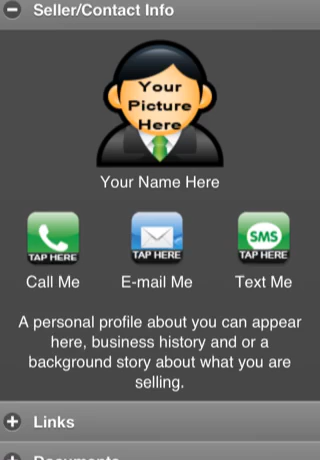 Seller/Contact Info
Your
Picture
Here
Your Name Here
TAP HERE TAP HERE SMS TAP HERE
Call Me E-mail Me Text Me
A personal profile about you can appear
here, business history and or a
background story about what you are
selling.
Links
Documents